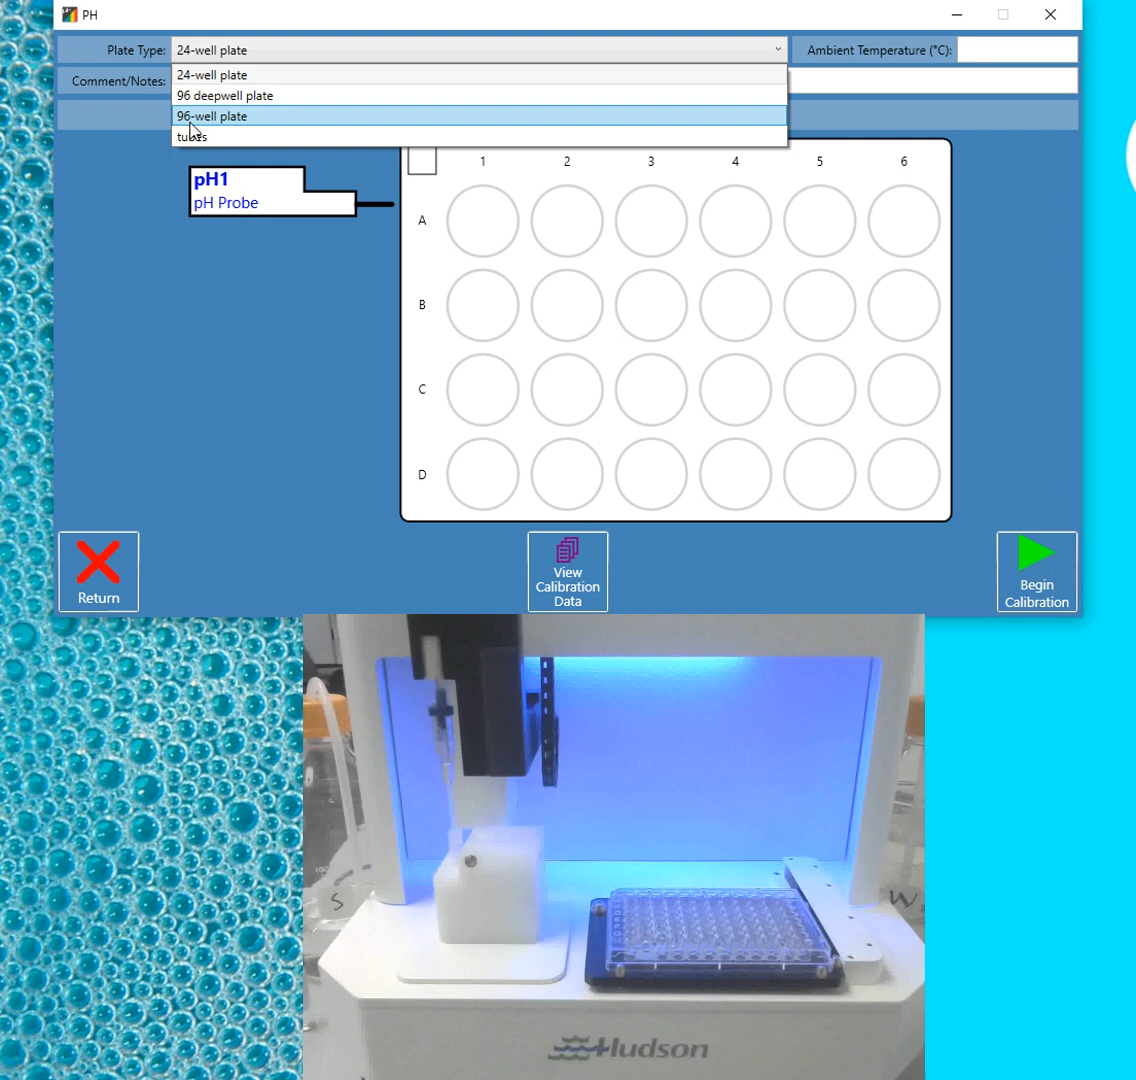 PH
Plate Type:
24-well plate
Ambient Temperature (°C):
24-well plate
Comment/Notes:
96 deepwell plate
96-well plate
tubes
1 2 3 4 5 6
pH1
pH Probe
A
B
C
D
Return
View
Calibration
Data
Begin
Calibration
S
W
Hudson